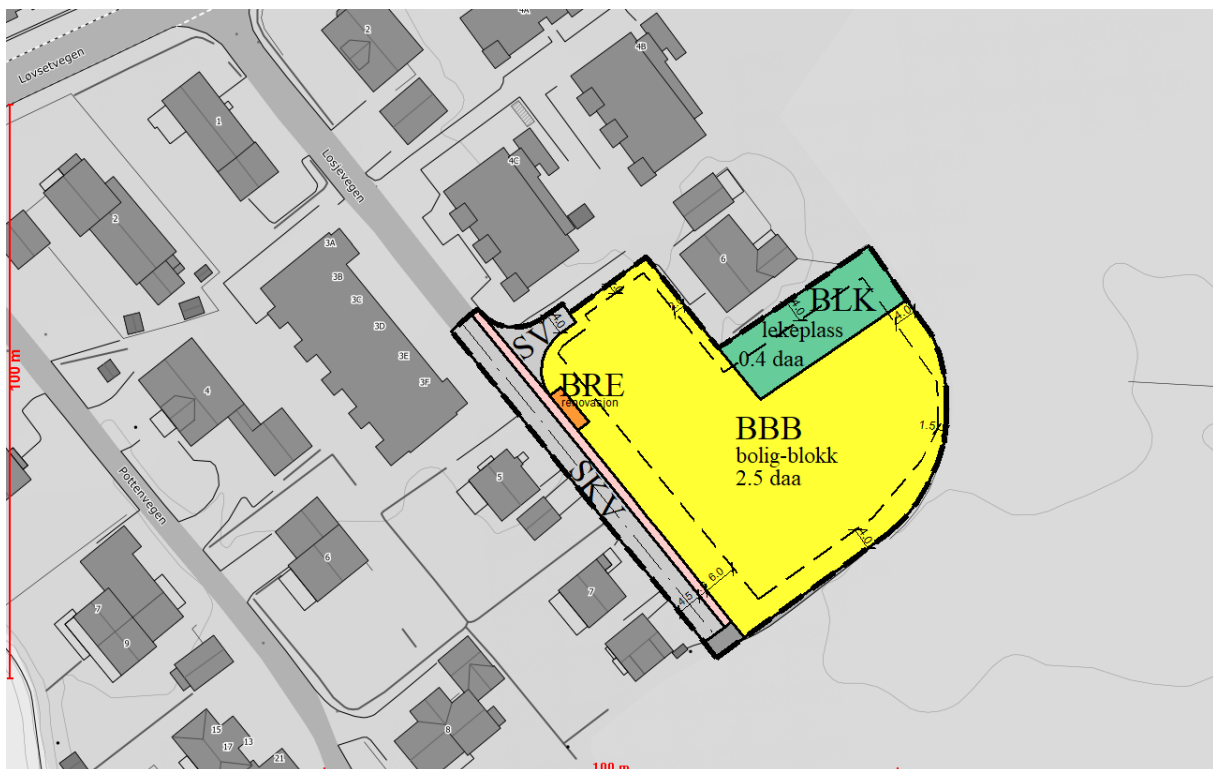 4A
2
4B
Løvsetvegen
1
Losjevegen
4C
2
3A
6
3B
3C
3D
3E
3F
100 m
4.0
SV
4.0
BLK
lekeplass
0.4 daa
4.0
4
BRE
renovasjon
BBB
bolig-blokk
2.5 daa
1.5
Pottenvegen
5
SKV
4.0
6
6.0
4.5
7
7
9
15
13
17
8
21
100 m